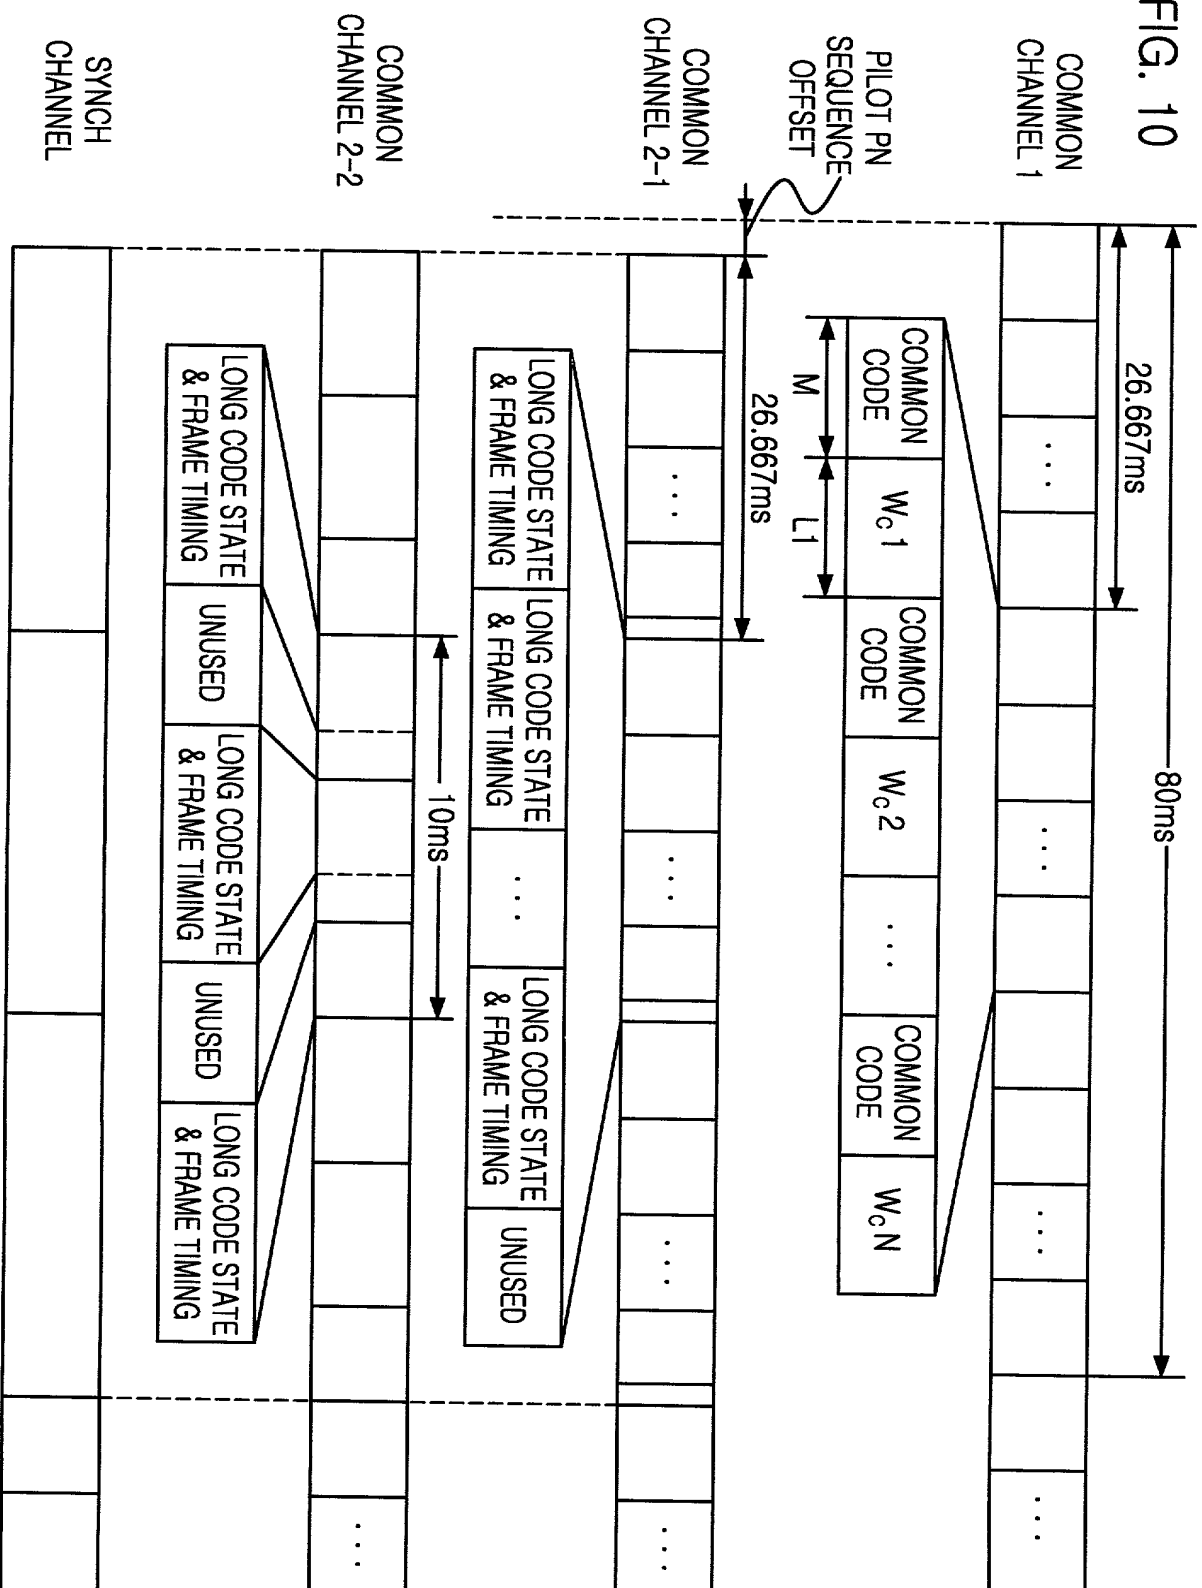 FIG. 10
80ms
26.667ms
COMMON
CHANNEL 1
...
...
...
...
COMMON
CODE
Wc1
COMMON
CODE
Wc2
...
COMMON
CODE
WcN
M
L1
PILOT PN
SEQUENCE
OFFSET
26.667ms
COMMON
CHANNEL 2-1
...
...
...
...
LONG CODE STATE
& FRAME TIMING
LONG CODE STATE
& FRAME TIMING
...
LONG CODE STATE
& FRAME TIMING
UNUSED
10ms
COMMON
CHANNEL 2-2
...
LONG CODE STATE
& FRAME TIMING
UNUSED
LONG CODE STATE
& FRAME TIMING
UNUSED
LONG CODE STATE
& FRAME TIMING
SYNCH
CHANNEL